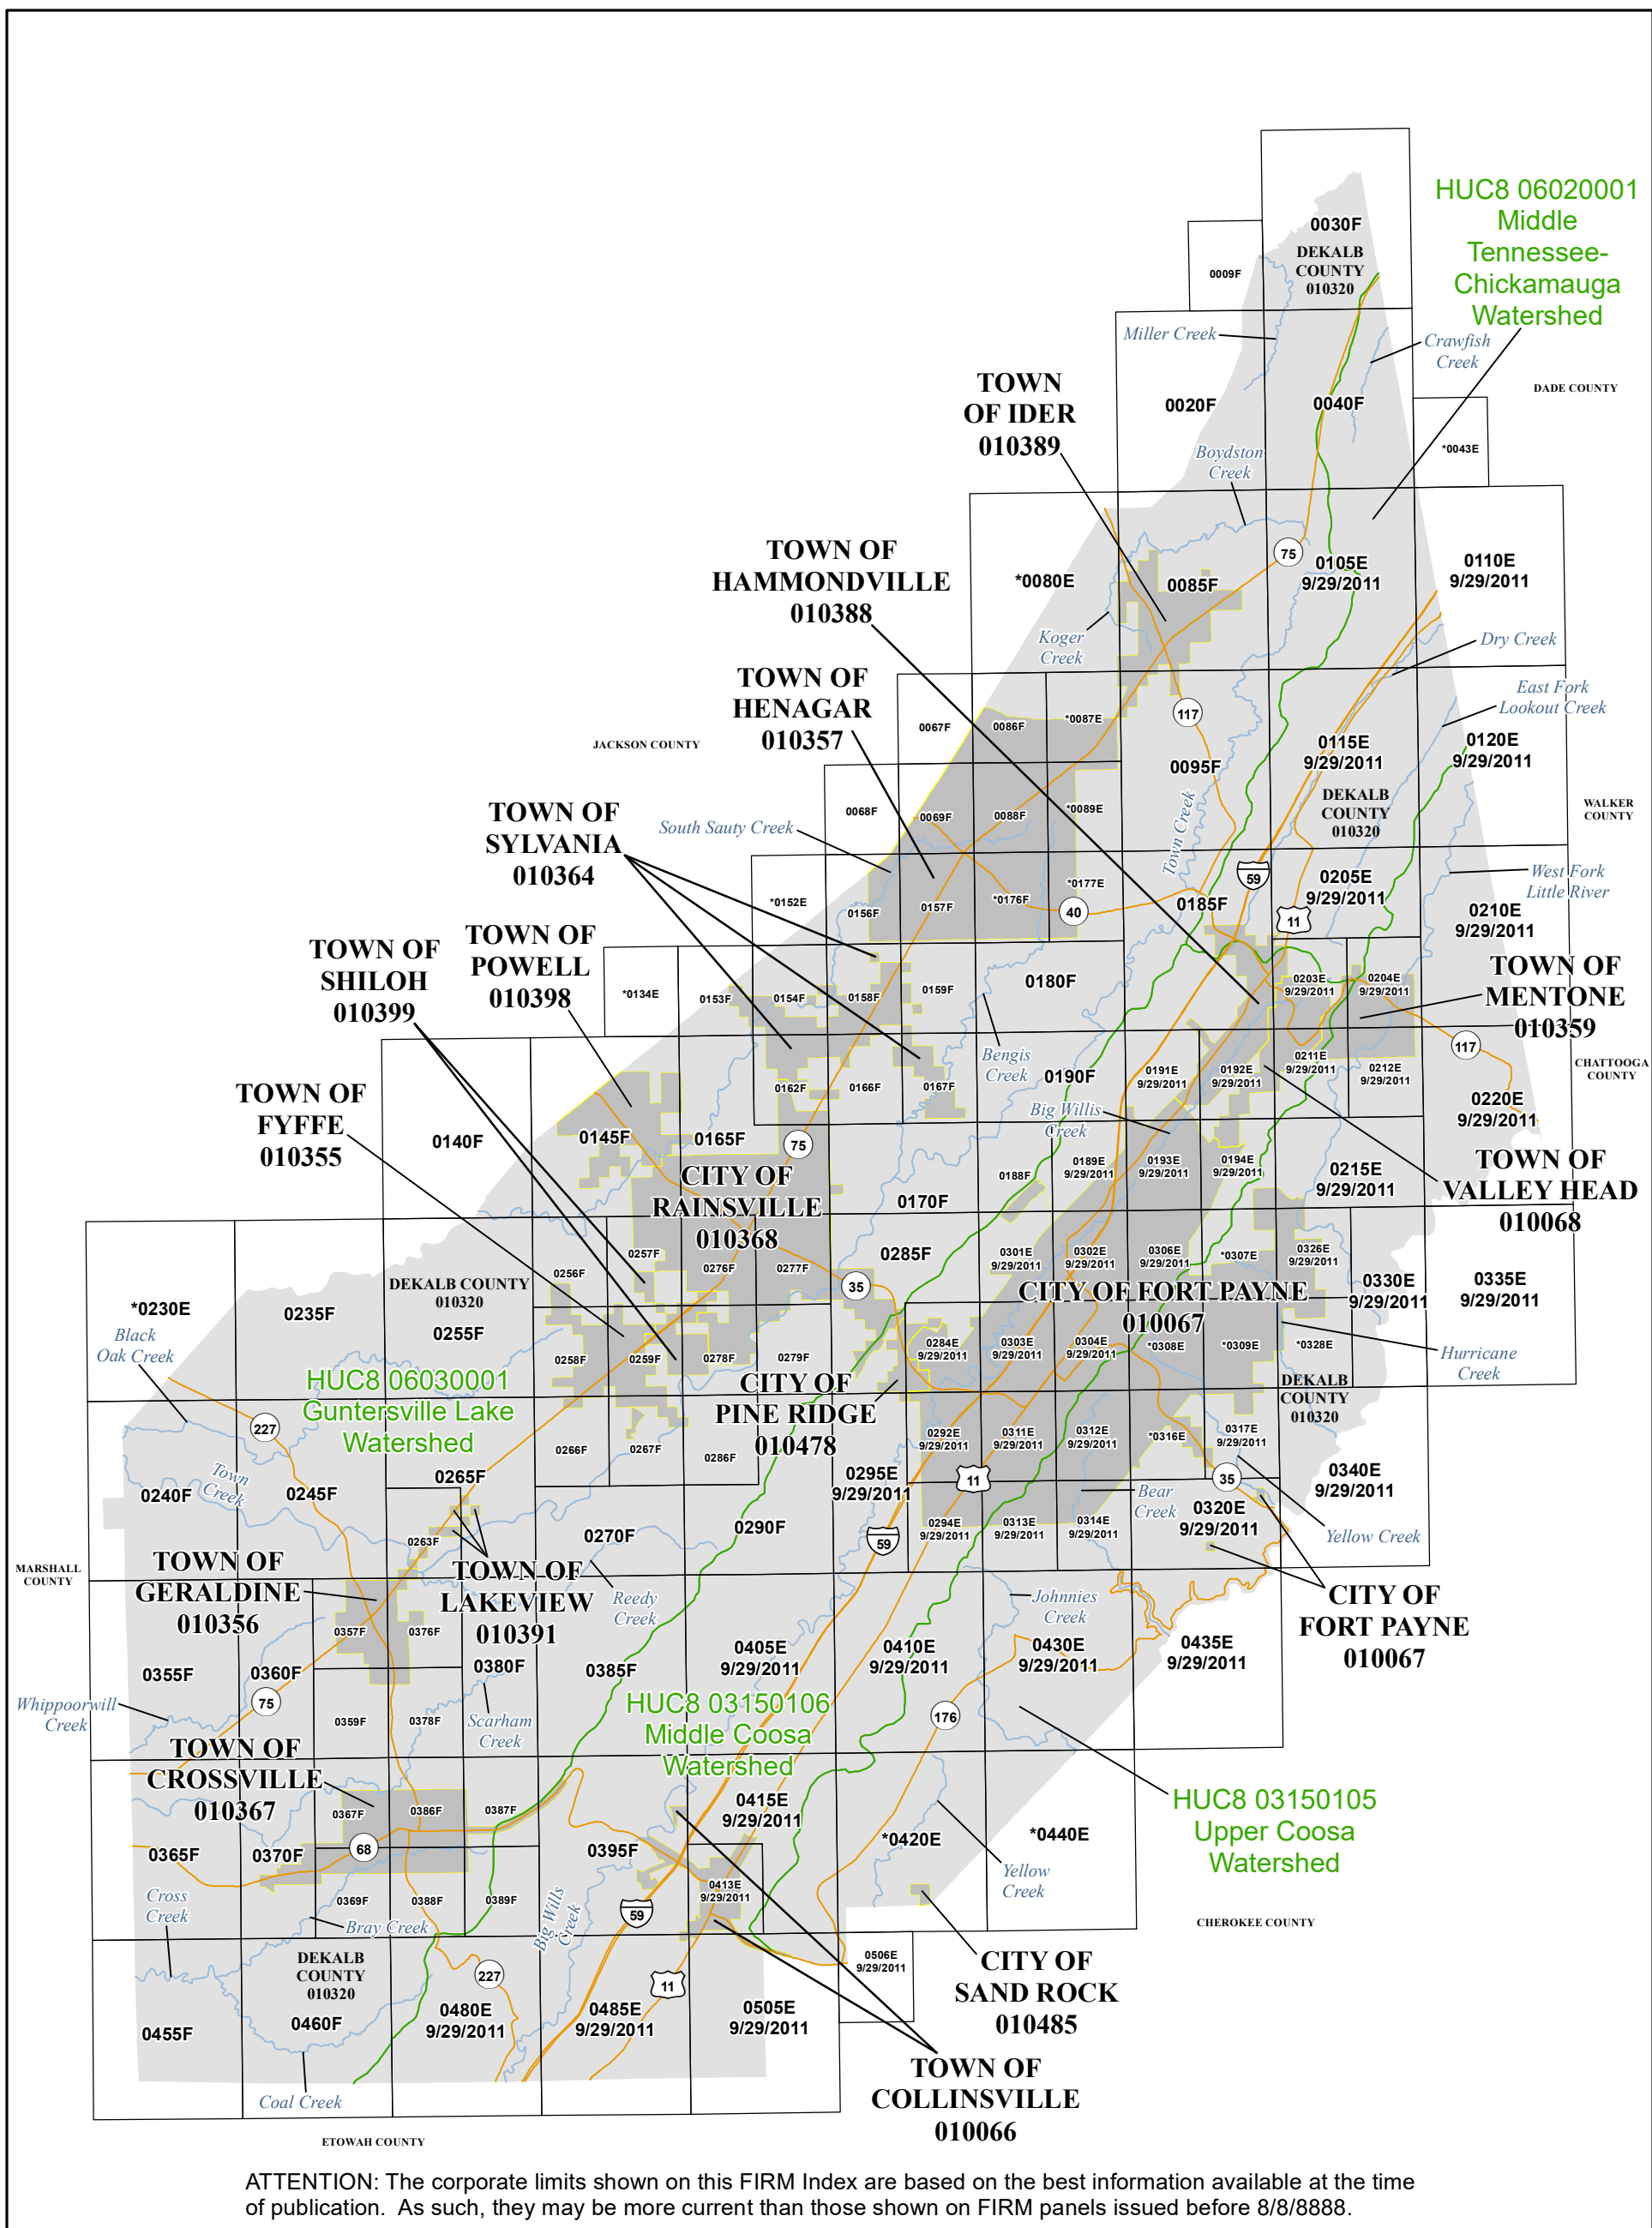 HUC8 06020001
Middle
Tennessee-
Chickamauga
Watershed
0030F
DEKALB
COUNTY
010320
0009F
Miller Creek
Crawfish
Creek
DADE COUNTY
TOWN
OF IDER
010389
0020F
0040F
*0043E
Boydston
Creek
TOWN OF
HAMMONDVILLE
010388
*0080E
0085F
75
0105E
9/29/2011
0110E
9/29/2011
Koger
Creek
Dry Creek
TOWN OF
HENAGAR
010357
East Fork
Lookout Creek
JACKSON COUNTY
0067F
0086F
*0087E
117
0095F
0115E
9/29/2011
0120E
9/29/2011
DEKALB
COUNTY
010320
WALKER
COUNTY
TOWN OF
SYLVANIA
010364
South Sauty Creek
0068F
0069F
0088F
*0089E
Town Creek
59
0205E
9/29/2011
West Fork
Little River
*0152E
0156F
0157F
*0176F
*0177E
40
0185F
11
0210E
9/29/2011
TOWN OF
SHILOH
010399
TOWN OF
POWELL
010398
*0134E
0153F
0154F
0158F
0159F
0180F
0203E
9/29/2011
0204E
9/29/2011
TOWN OF
MENTONE
010359
117
CHATTOOGA
COUNTY
0162F
0166F
0167F
Bengis
Creek
0190F
0191E
9/29/2011
0192E
9/29/2011
0211E
9/29/2011
0212E
9/29/2011
0220E
9/29/2011
TOWN OF
FYFFE
010355
Big Willis
Creek
0140F
0145F
0165F
75
CITY OF
RAINSVILLE
010368
0170F
0188F
0189E
9/29/2011
0193E
9/29/2011
0194E
9/29/2011
0215E
9/29/2011
TOWN OF
VALLEY HEAD
010068
*0230E
Black
Oak Creek
0235F
DEKALB COUNTY
010320
0255F
0256F
0257F
0276F
0277F
35
0285F
0301E
9/29/2011
0302E
9/29/2011
0306E
9/29/2011
*0307E
0326E
9/29/2011
0330E
9/29/2011
0335E
9/29/2011
CITY OF FORT PAYNE
010067
0258F
0259F
0278F
0279F
0284E
9/29/2011
0303E
9/29/2011
0304E
9/29/2011
*0308E
*0309E
*0328E
Hurricane
Creek
HUC8 06030001
Guntersville Lake
Watershed
CITY OF
PINE RIDGE
010478
DEKALB
COUNTY
010320
227
Town
Creek
0240F
0245F
0265F
0266F
0267F
0286F
0292E
9/29/2011
0311E
9/29/2011
0312E
9/29/2011
*0316E
0317E
9/29/2011
0295E
9/29/2011
11
35
0340E
9/29/2011
0263F
0270F
0290F
59
0294E
9/29/2011
0313E
9/29/2011
0314E
9/29/2011
Bear
Creek
0320E
9/29/2011
Yellow Creek
MARSHALL
COUNTY
TOWN OF
GERALDINE
010356
TOWN OF
LAKEVIEW
010391
Reedy
Creek
Johnnies
Creek
CITY OF
FORT PAYNE
010067
0357F
0376F
0355F
0360F
75
0380F
0385F
0405E
9/29/2011
0410E
9/29/2011
0430E
9/29/2011
0435E
9/29/2011
Whippoorwill
Creek
0359F
0378F
Scarham
Creek
HUC8 03150106
Middle Coosa
Watershed
176
TOWN OF
CROSSVILLE
010367
0367F
0386F
0387F
0415E
9/29/2011
HUC8 03150105
Upper Coosa
Watershed
0365F
0370F
68
0395F
*0420E
*0440E
Yellow
Creek
Cross
Creek
0369F
0388F
0389F
Bray Creek
Big Wills
Creek
59
0413E
9/29/2011
CHEROKEE COUNTY
DEKALB
COUNTY
010320
0506E
9/29/2011
CITY OF
SAND ROCK
010485
227
11
0455F
0460F
0480E
9/29/2011
0485E
9/29/2011
0505E
9/29/2011
Coal Creek
TOWN OF
COLLINSVILLE
010066
ETOWAH COUNTY
ATTENTION: The corporate limits shown on this FIRM Index are based on the best information available at the time
of publication. As such, they may be more current than those shown on FIRM panels issued before 8/8/8888.